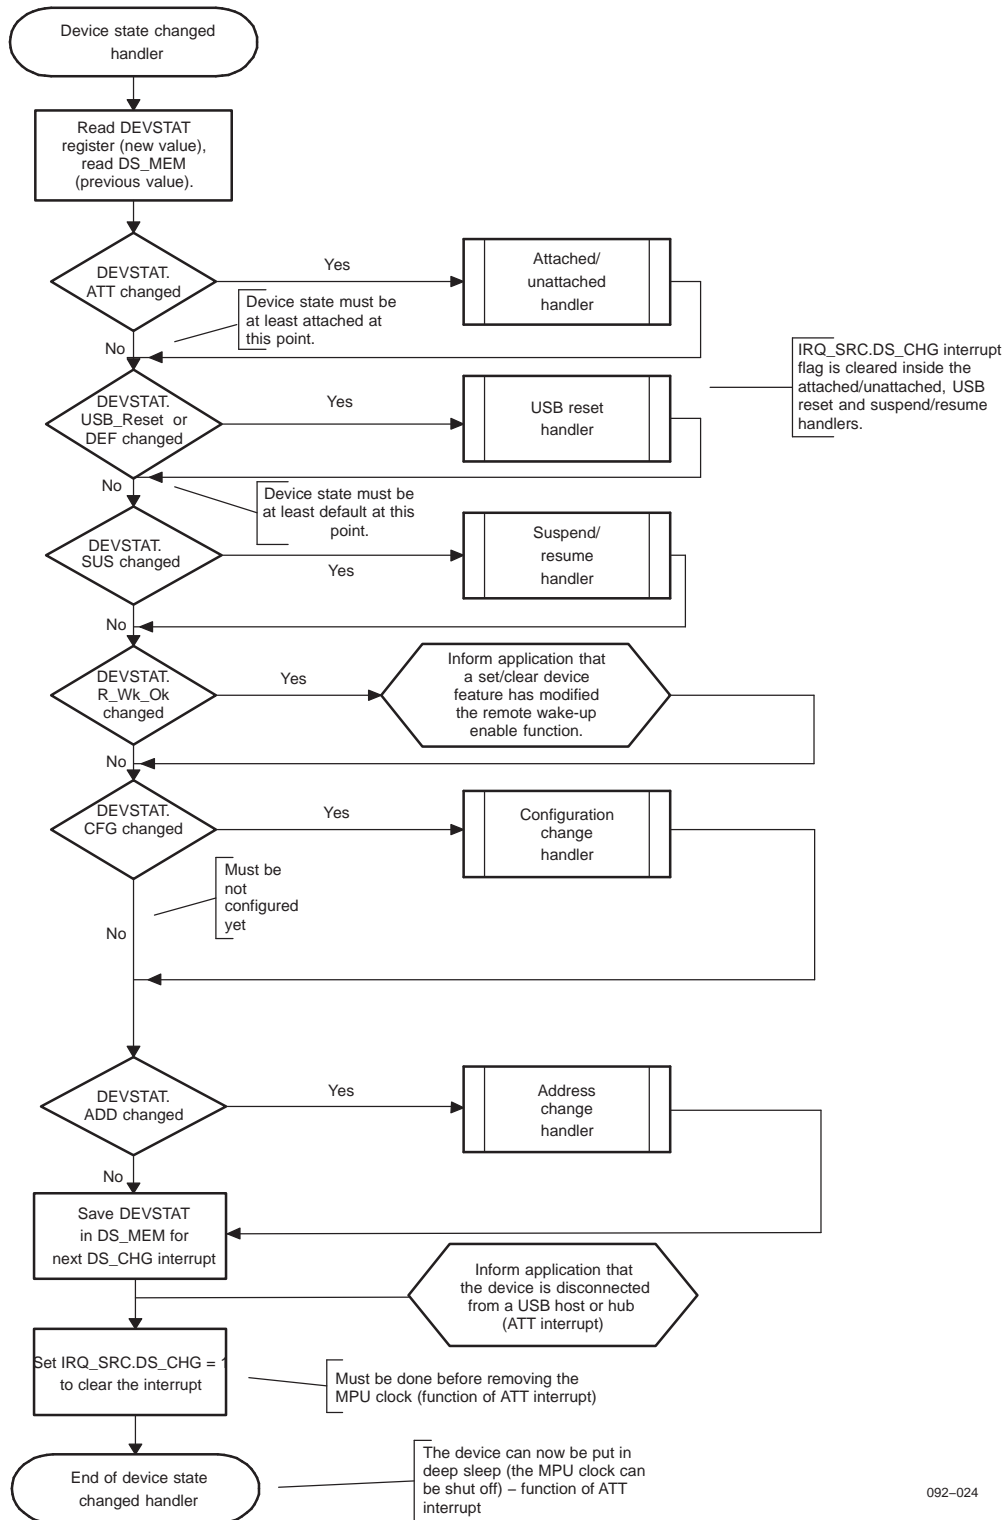 Device state changed
handler
Read DEVSTAT
register (new value),
read DS_MEM
(previous value).
DEVSTAT.
ATT changed
Yes
Attached/
unattached
handler
Device state must be
at least attached at
this point.
No
IRQ_SRC.DS_CHG interrupt
flag is cleared inside the
attached/unattached, USB
reset and suspend/resume
handlers.
DEVSTAT.
USB_Reset or
DEF changed
Yes
USB reset
handler
No
Device state must be
at least default at this
point.
DEVSTAT.
SUS changed
Yes
Suspend/
resume
handler
No
DEVSTAT.
R_Wk_Ok
changed
Yes
Inform application that
a set/clear device
feature has modified
the remote wake-up
enable function.
No
DEVSTAT.
CFG changed
Yes
Configuration
change
handler
Must be
not
configured
yet
No
DEVSTAT.
ADD changed
Yes
Address
change
handler
No
Save DEVSTAT
in DS_MEM for
next DS_CHG interrupt
Inform application that
the device is disconnected
from a USB host or hub
(ATT interrupt)
Set IRQ_SRC.DS_CHG = 1
to clear the interrupt
Must be done before removing the
MPU clock (function of ATT interrupt)
End of device state
changed handler
The device can now be put in
deep sleep (the MPU clock can
be shut off) – function of ATT
interrupt
092–024